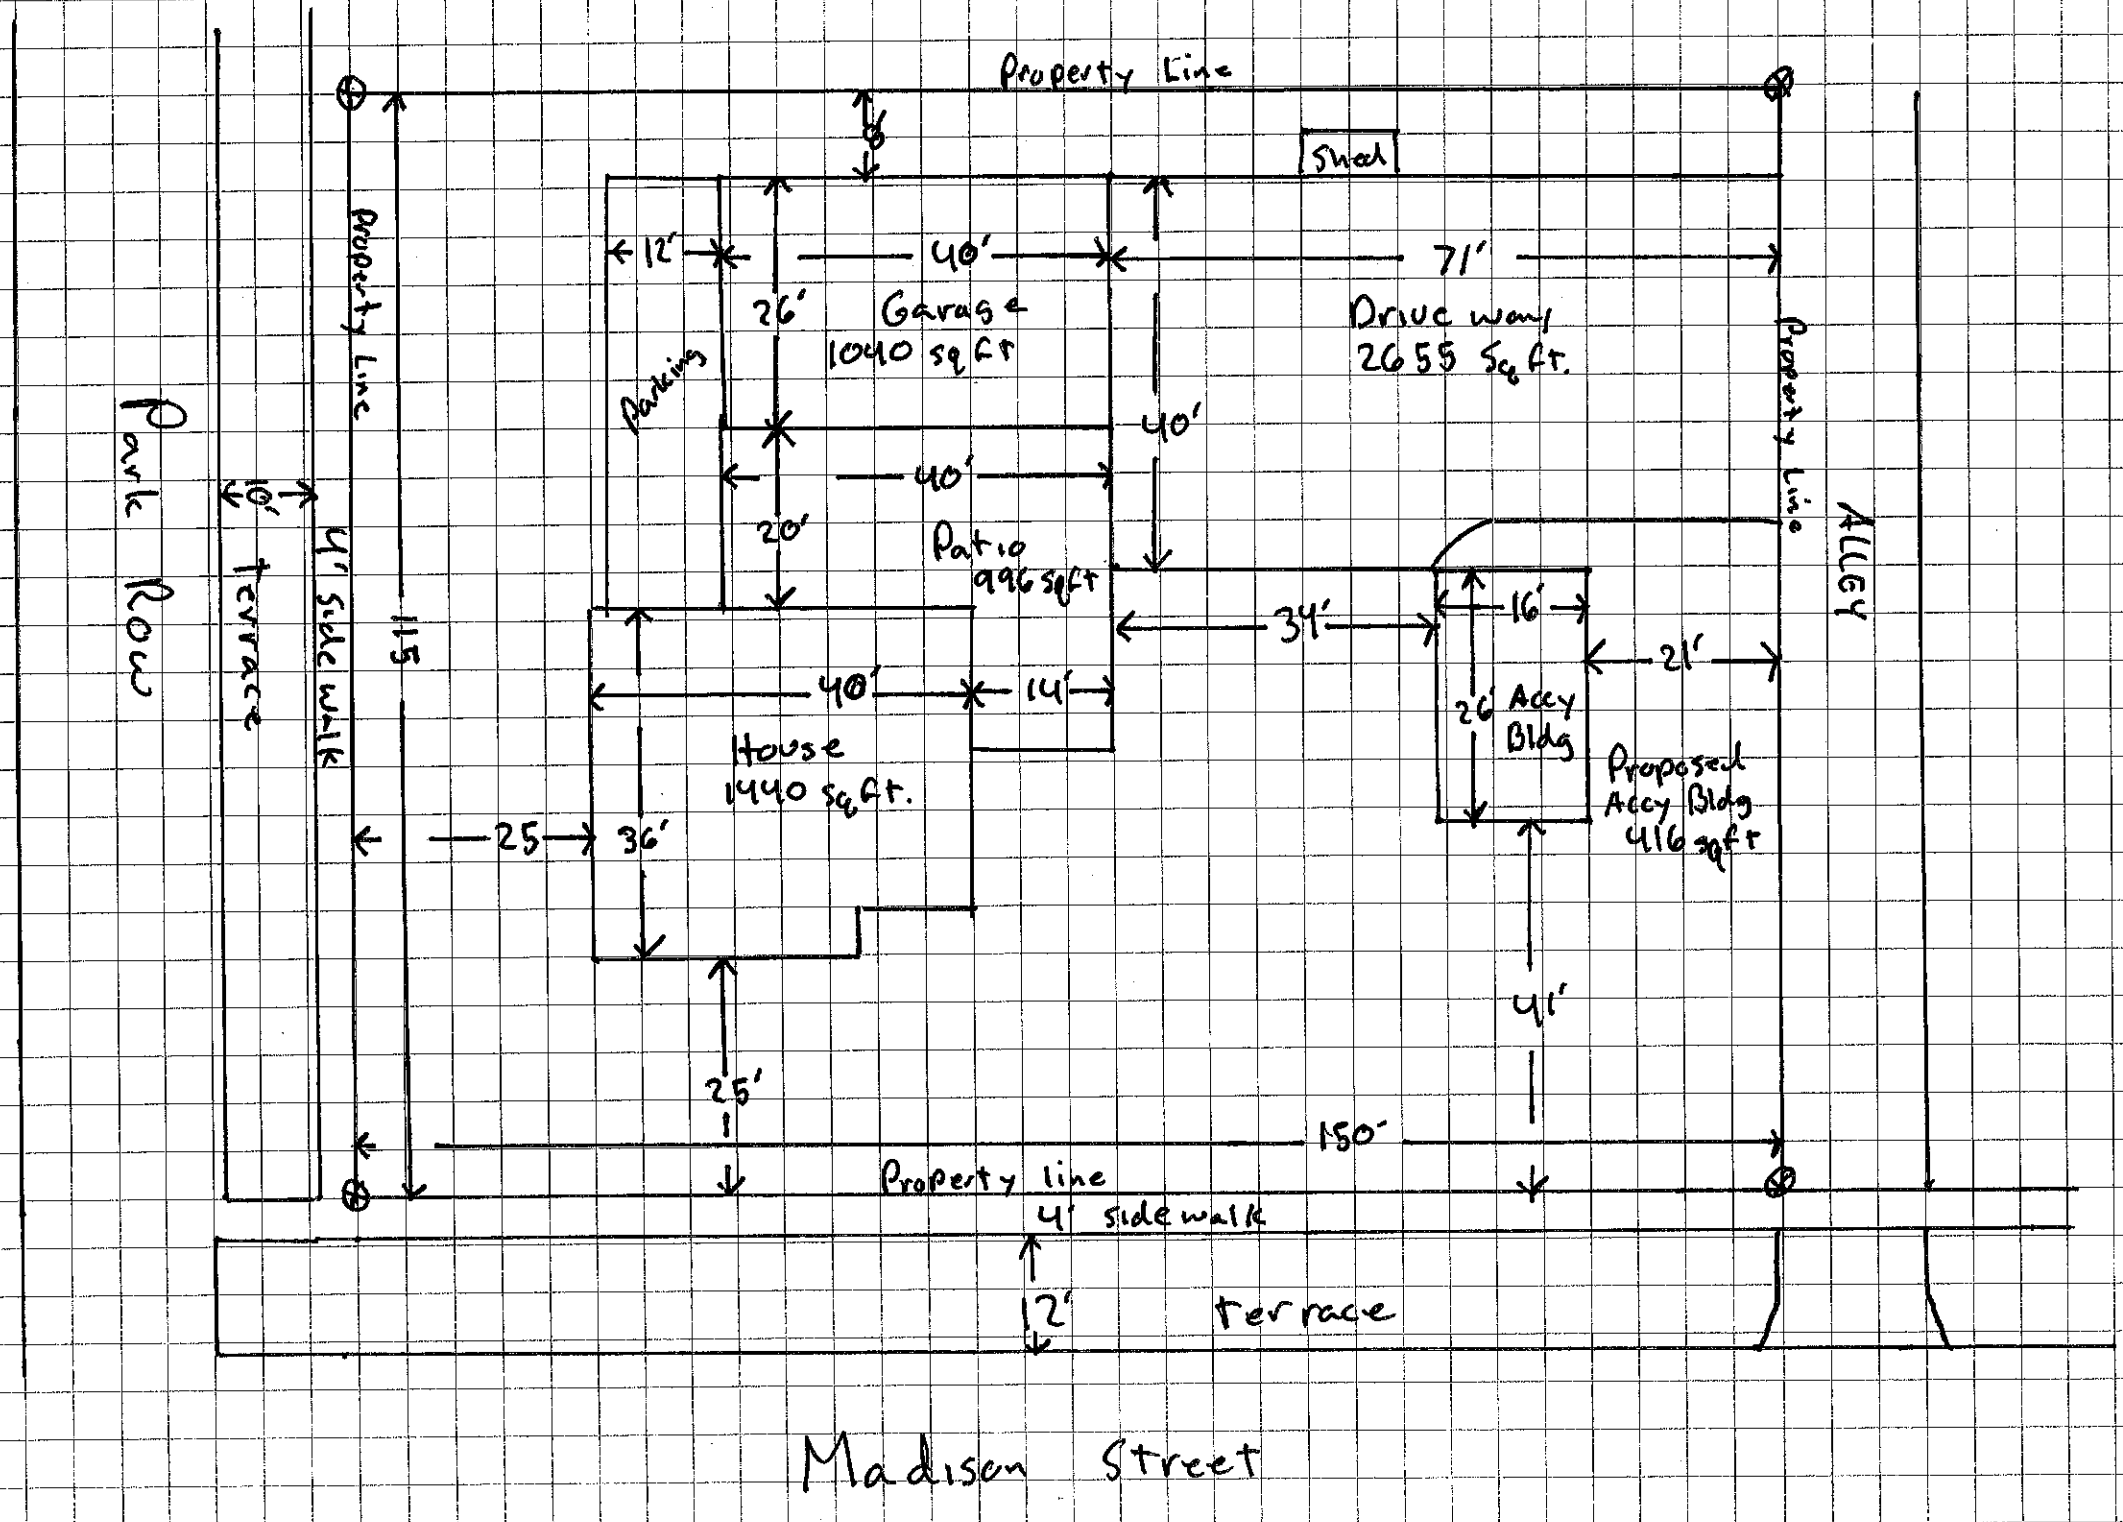 Property Line
8'
Shed
12'
40'
71'
26'
Garage
1040 sq ft
Drive way
2655 Sq ft.
Parking
40'
40'
20'
Patio
996 sq ft
34'
16'
21'
40'
14'
26'
Accy
Bldg
House
1440 sq ft.
Proposed
Accy Bldg
416 sq ft
25
36'
41'
25'
150'
Property line
4' sidewalk
12'
terrace
Madison Street
Park Row
10'
terrace
4' Sidewalk
Property Line
115
Property Line
ALLEY